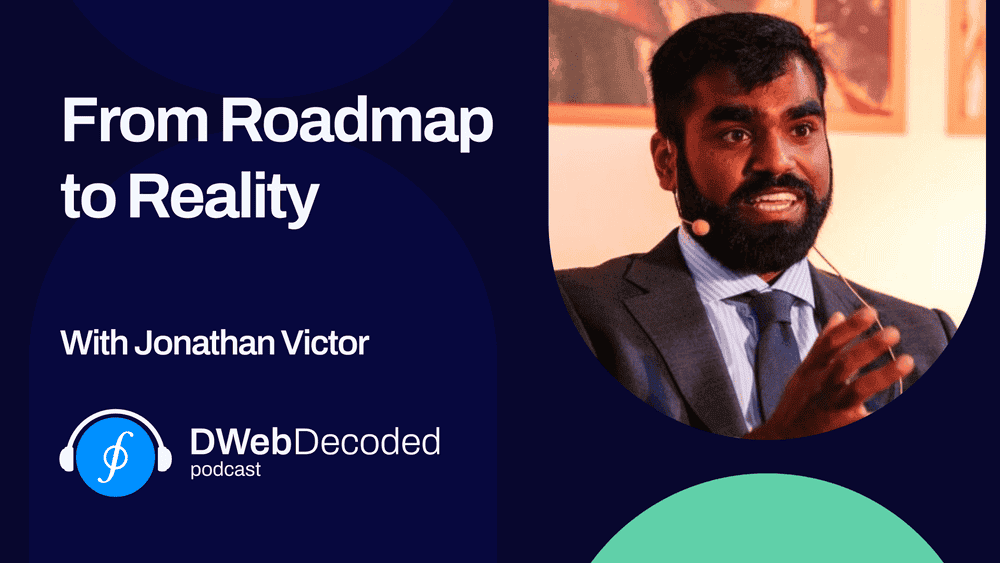 From Roadmap
to Reality
With Jonathan Victor
DWebDecoded
podcast